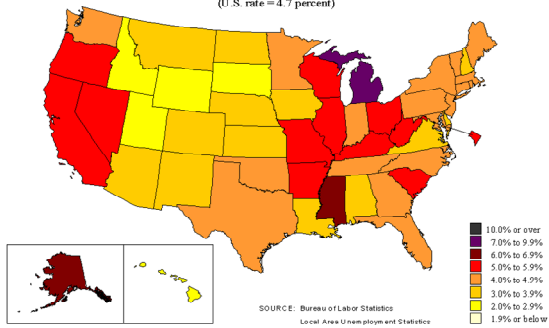 (U.S. rate = 4.7 percent)
10.0% or over
7.0% to 9.9%
6.0% to 6.9%
5.0% to 5.9%
4.0% to 4.9%
3.0% to 3.9%
2.0% to 2.9%
1.9% or below
SOURCE: Bureau of Labor Statistics
Local Area Unemployment Statistics